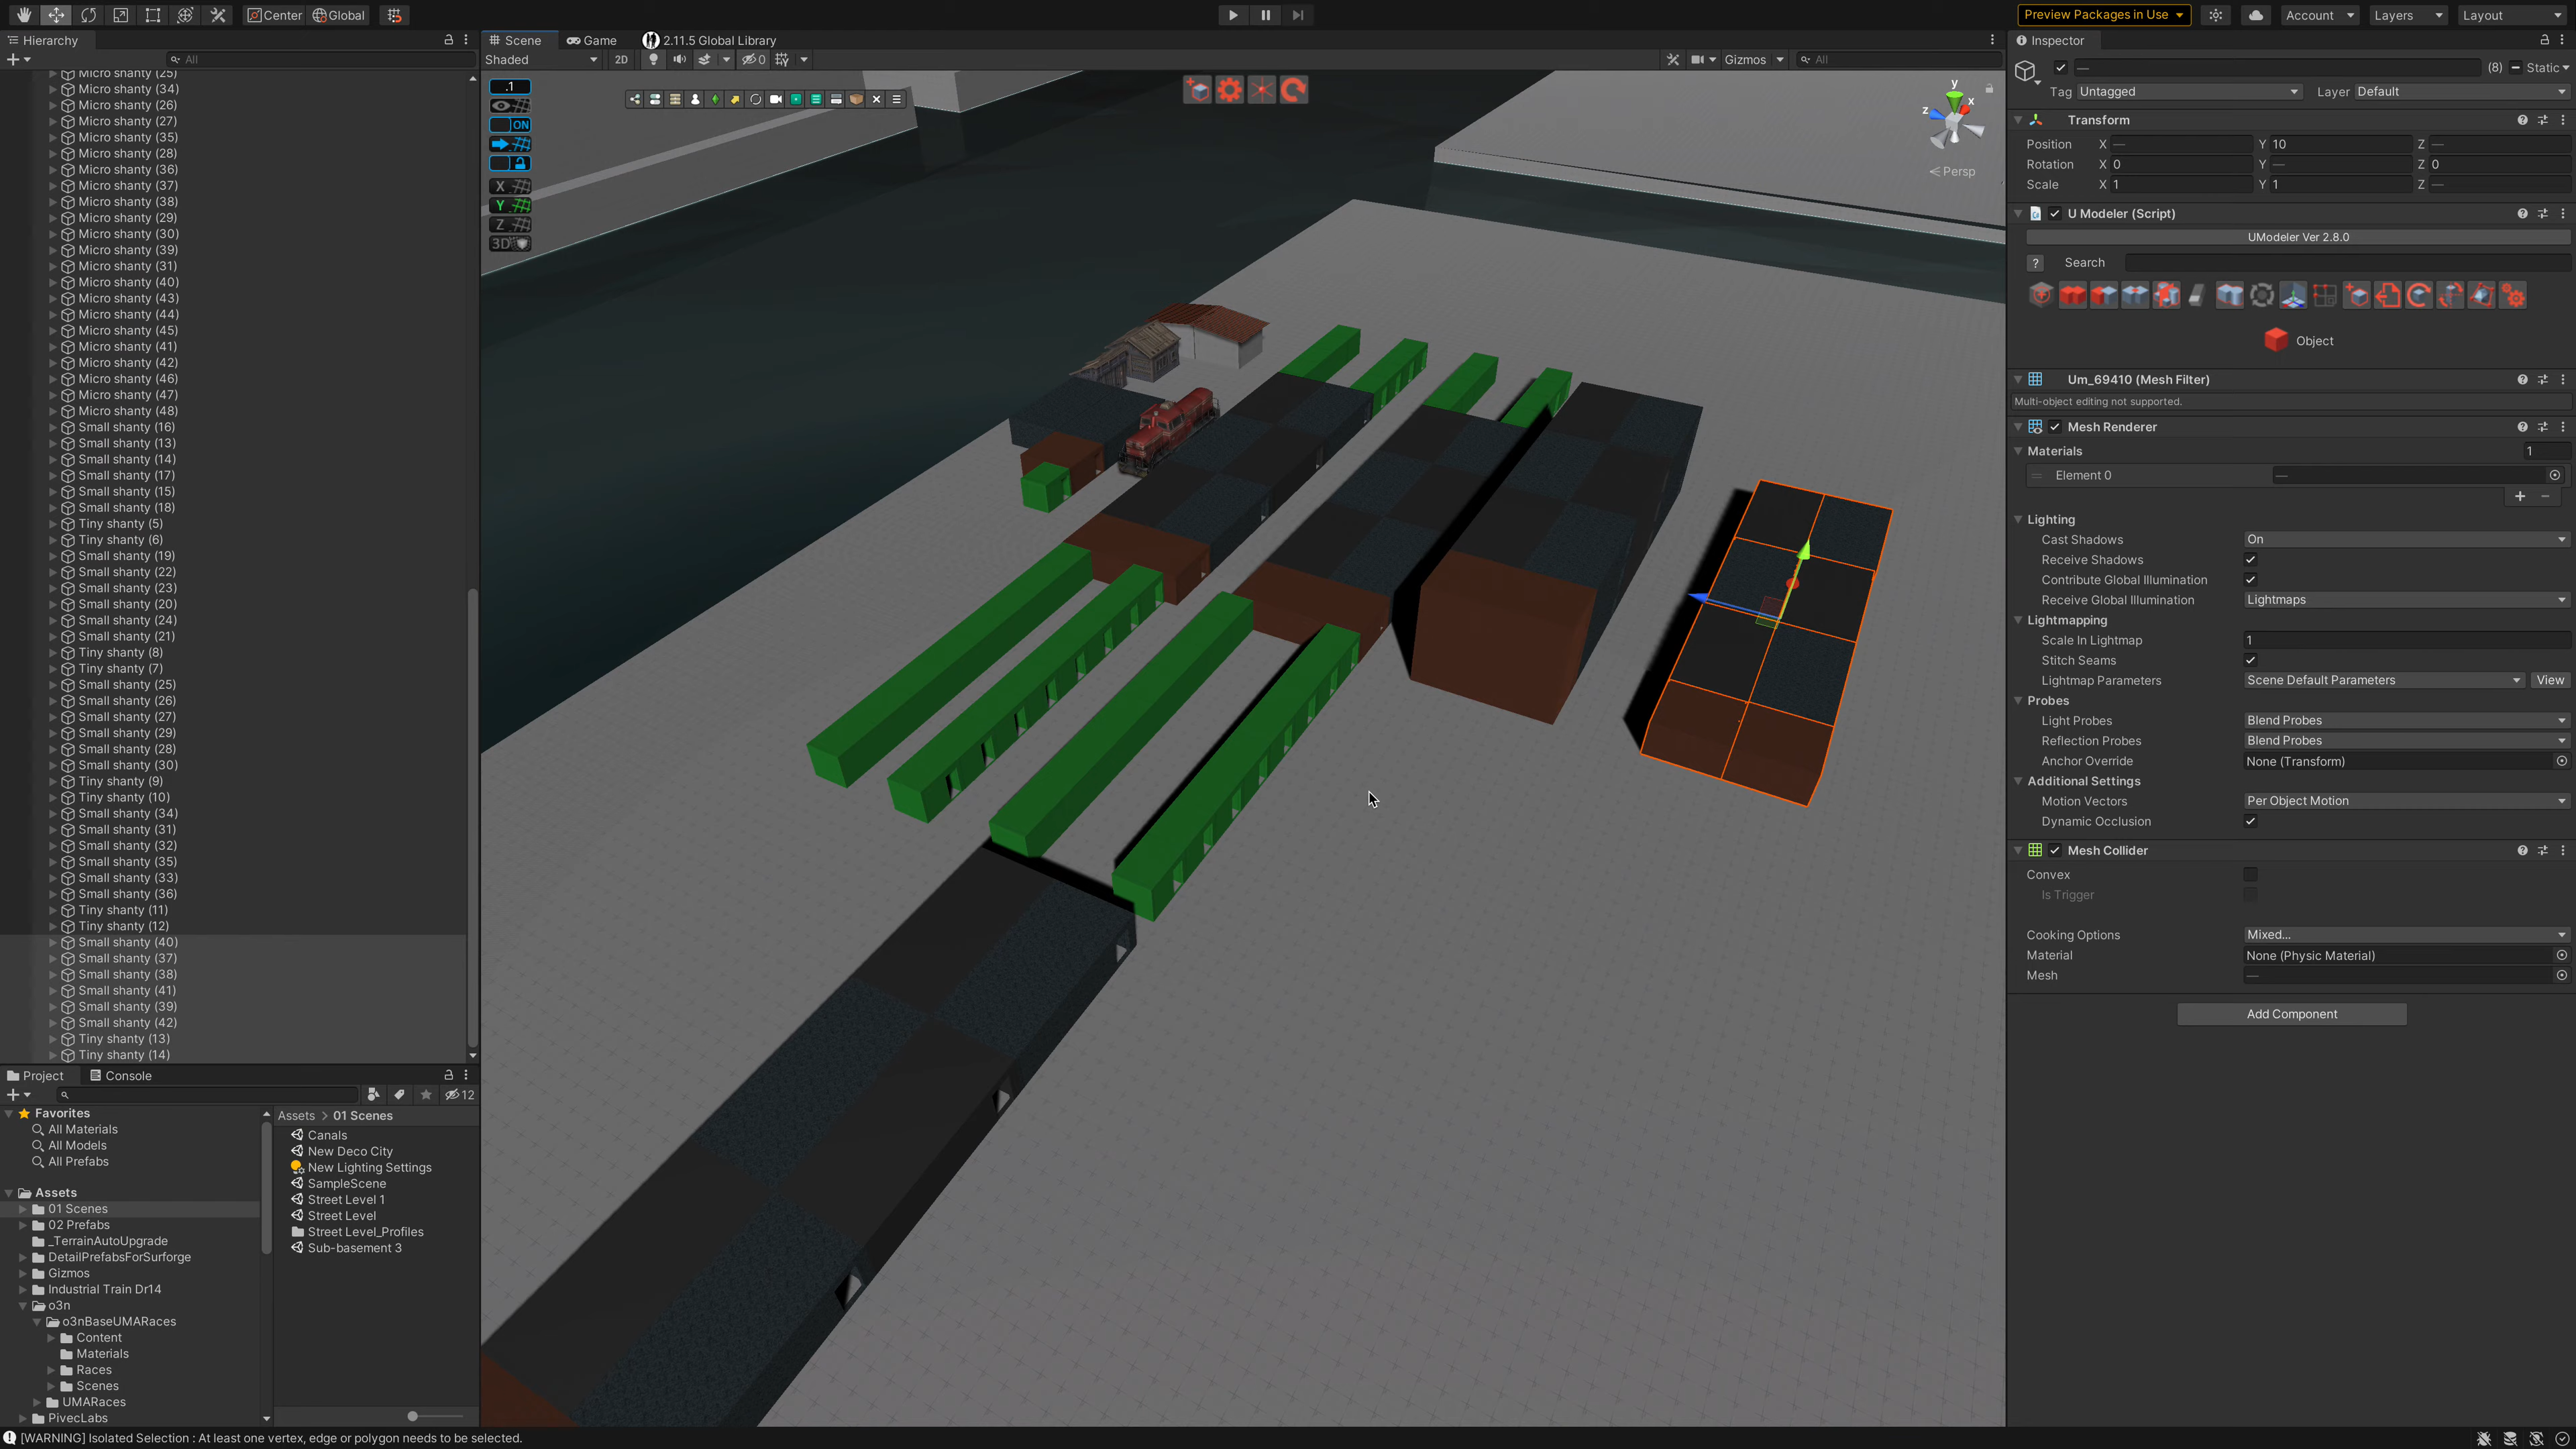 Center
Global
Preview Packages in Use
Account
Layers
Layout
Hierarchy
All
Micro shanty (25)
Micro shanty (34)
Micro shanty (26)
Micro shanty (27)
Micro shanty (35)
Micro shanty (28)
Micro shanty (36)
Micro shanty (37)
Micro shanty (38)
Micro shanty (29)
Micro shanty (30)
Micro shanty (39)
Micro shanty (31)
Micro shanty (40)
Micro shanty (43)
Micro shanty (44)
Micro shanty (45)
Micro shanty (41)
Micro shanty (42)
Micro shanty (46)
Micro shanty (47)
Micro shanty (48)
Small shanty (16)
Small shanty (13)
Small shanty (14)
Small shanty (17)
Small shanty (15)
Small shanty (18)
Tiny shanty (5)
Tiny shanty (6)
Small shanty (19)
Small shanty (22)
Small shanty (23)
Small shanty (20)
Small shanty (24)
Small shanty (21)
Tiny shanty (8)
Tiny shanty (7)
Small shanty (25)
Small shanty (26)
Small shanty (27)
Small shanty (29)
Small shanty (28)
Small shanty (30)
Tiny shanty (9)
Tiny shanty (10)
Small shanty (34)
Small shanty (31)
Small shanty (32)
Small shanty (35)
Small shanty (33)
Small shanty (36)
Tiny shanty (11)
Tiny shanty (12)
Small shanty (40)
Small shanty (37)
Small shanty (38)
Small shanty (41)
Small shanty (39)
Small shanty (42)
Tiny shanty (13)
Tiny shanty (14)
Scene
Game
2.11.5 Global Library
Shaded
2D
0
Gizmos
All
.1
ON
X
Y
Z
3D
y
x
z
Persp
Inspector
—
(8)
Static
Tag Untagged
Layer Default
Transform
Position X — Y 10 Z —
Rotation X 0 Y — Z 0
Scale X 1 Y 1 Z —
U Modeler (Script)
UModeler Ver 2.8.0
? Search
Object
Um_69410 (Mesh Filter)
Multi-object editing not supported.
Mesh Renderer
Materials 1
Element 0 —
Lighting
Cast Shadows On
Receive Shadows
Contribute Global Illumination
Receive Global Illumination Lightmaps
Lightmapping
Scale In Lightmap 1
Stitch Seams
Lightmap Parameters Scene Default Parameters View
Probes
Light Probes Blend Probes
Reflection Probes Blend Probes
Anchor Override None (Transform)
Additional Settings
Motion Vectors Per Object Motion
Dynamic Occlusion
Mesh Collider
Convex
Is Trigger
Cooking Options Mixed...
Material None (Physic Material)
Mesh —
Add Component
Project
Console
12
Favorites
All Materials
All Models
All Prefabs
Assets
01 Scenes
02 Prefabs
_TerrainAutoUpgrade
DetailPrefabsForSurforge
Gizmos
Industrial Train Dr14
o3n
o3nBaseUMARaces
Content
Materials
Races
Scenes
UMARaces
PivecLabs
Assets > 01 Scenes
Canals
New Deco City
New Lighting Settings
SampleScene
Street Level 1
Street Level
Street Level_Profiles
Sub-basement 3
[WARNING] Isolated Selection : At least one vertex, edge or polygon needs to be selected.